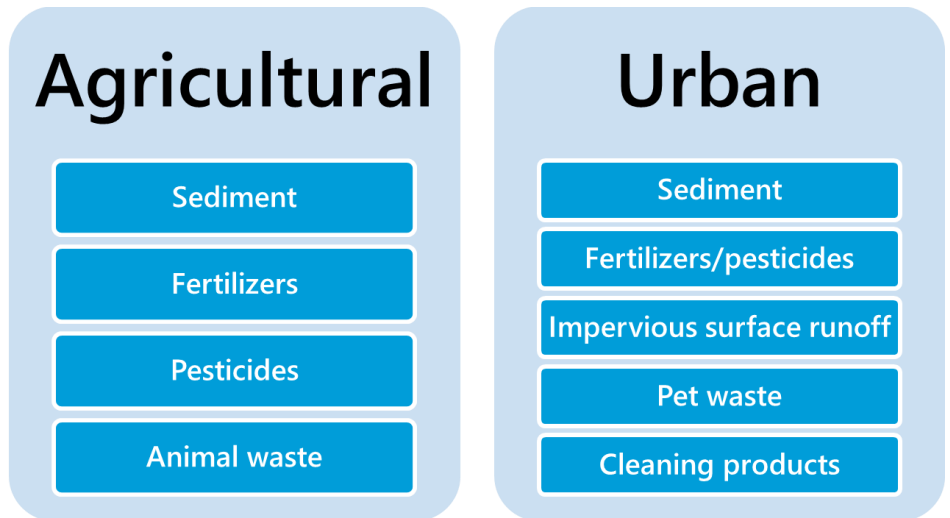 Agricultural
Sediment
Fertilizers
Pesticides
Animal waste
Urban
Sediment
Fertilizers/pesticides
Impervious surface runoff
Pet waste
Cleaning products